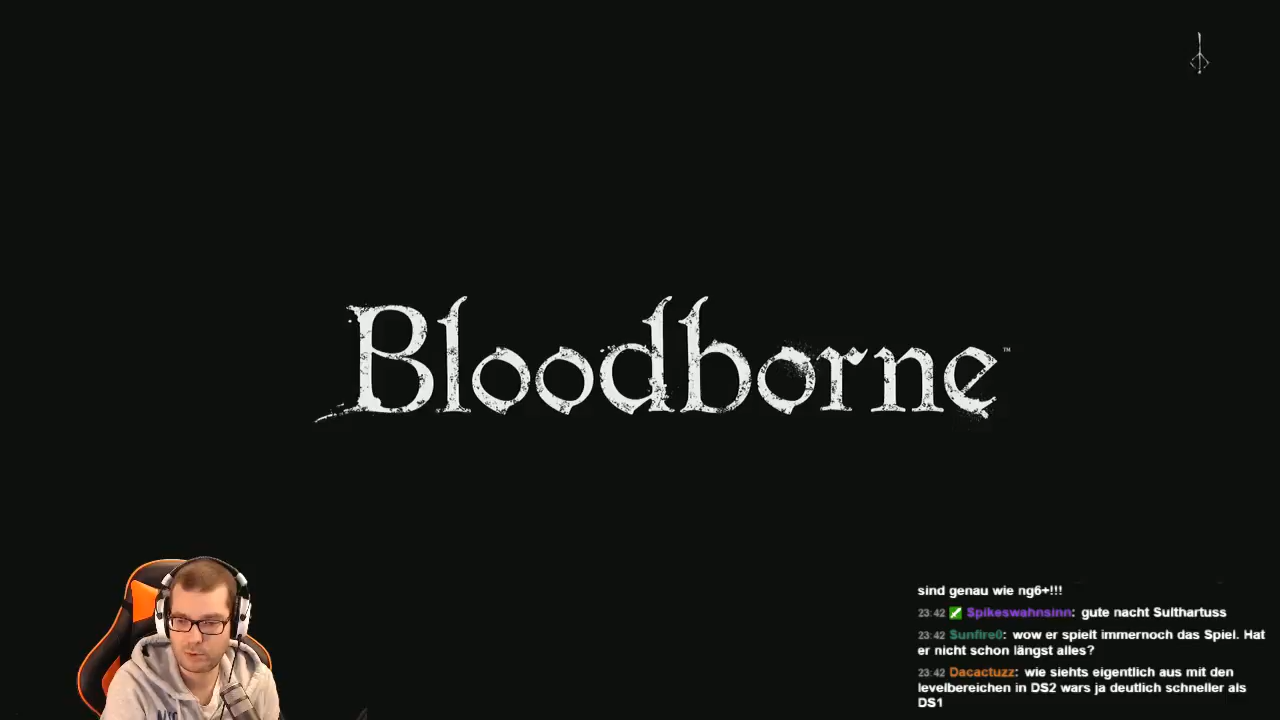 Bloodborne™
sind genau wie ng6+!!!
23:42 Spikeswahnsinn: gute nacht Sulthartuss
23:42 Sunfire0: wow er spielt immernoch das Spiel. Hat
er nicht schon längst alles?
23:42 Dacactuzz: wie siehts eigentlich aus mit den
levelbereichen in DS2 wars ja deutlich schneller als
DS1